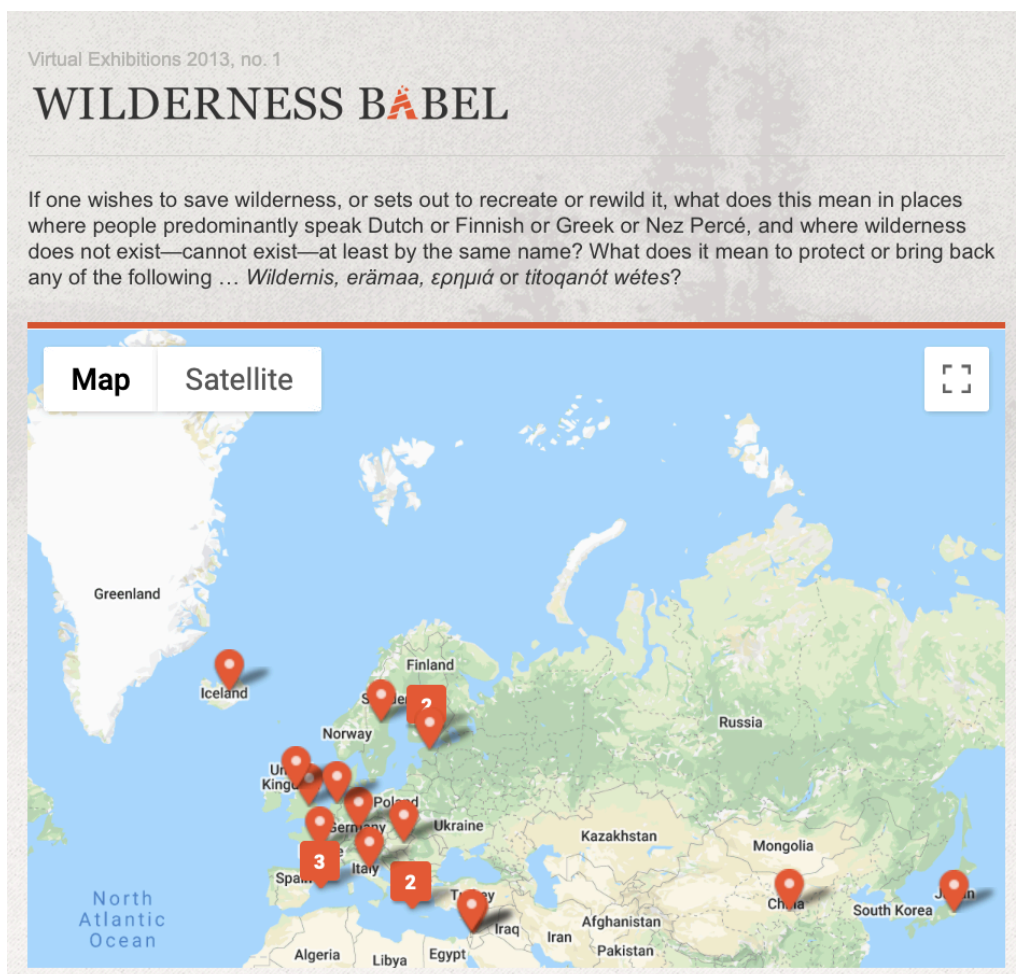 Virtual Exhibitions 2013, no. 1
WILDERNESS BABEL
If one wishes to save wilderness, or sets out to recreate or rewild it, what does this mean in places
where people predominantly speak Dutch or Finnish or Greek or Nez Percé, and where wilderness
does not exist—cannot exist—at least by the same name? What does it mean to protect or bring back
any of the following … Wildernis, erämaa, ερημιά or titoqanót wétes?
Map
Satellite
Greenland
Finland
Iceland
2
Norway
Russia
Poland
Germany
Ukraine
Kazakhstan
Mongolia
3
Italy
2
North
Atlantic
Ocean
China
South Korea
Afghanistan
Iraq
Iran
Pakistan
Algeria
Libya
Egypt